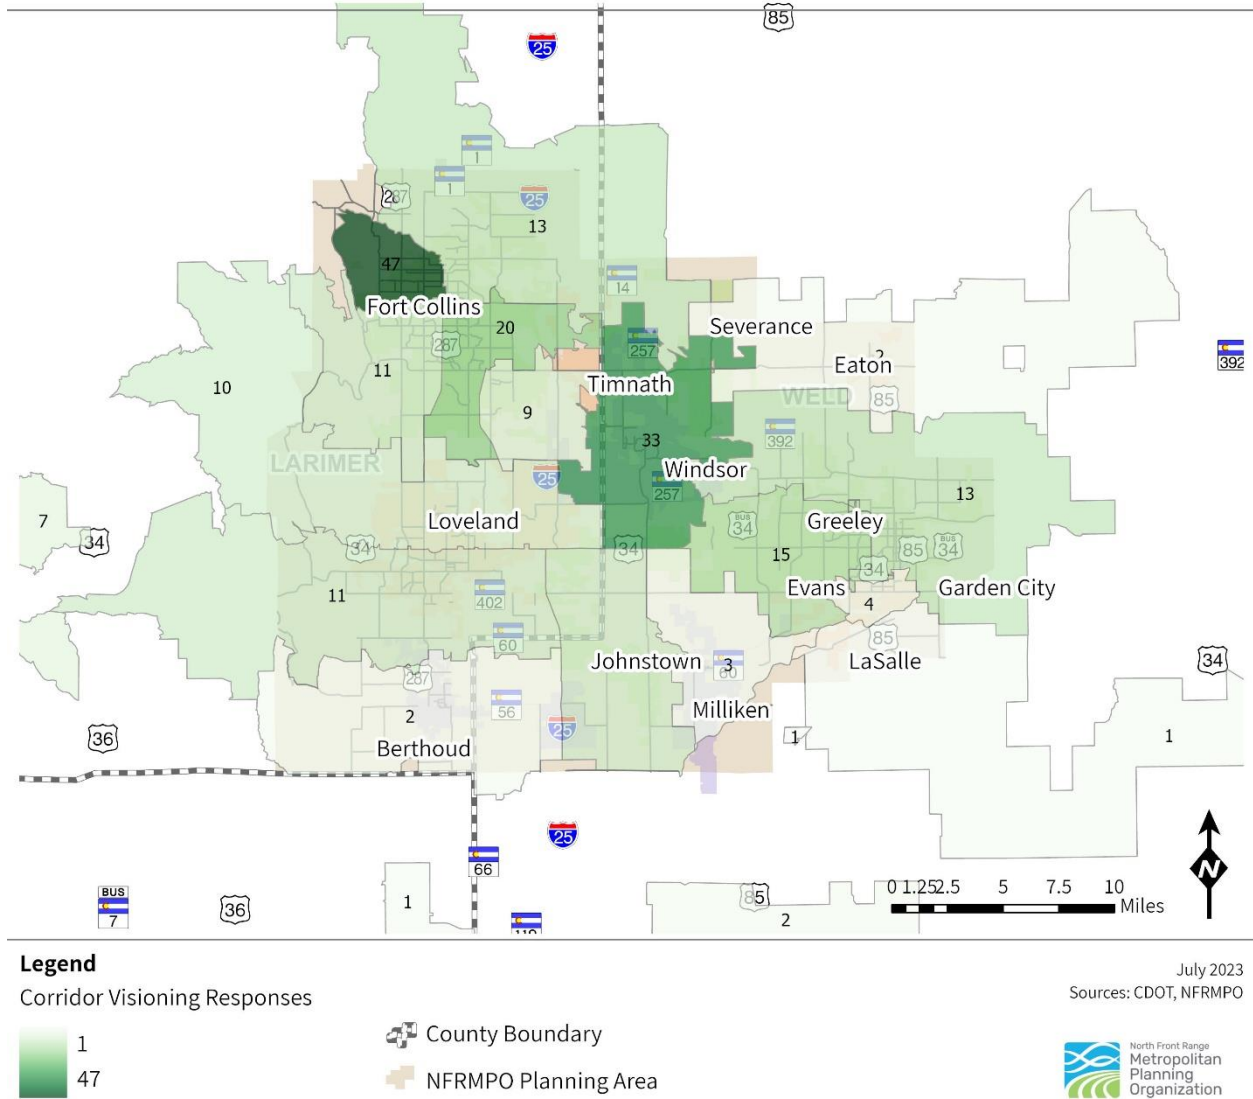 85
25
1
1
287
25
13
47
14
Fort Collins
20
Severance
257
287
2
392
Eaton
11
Timnath
10
WELD
85
9
33
392
LARIMER
Windsor
25
257
13
7
Loveland
Greeley
34
BUS
34
34
34
15
85
BUS
34
34
Evans
Garden City
11
402
4
60
85
Johnstown
3
60
LaSalle
34
287
Milliken
2
56
25
36
Berthoud
1
1
25
66
BUS
7
36
1
85
0 1.25 2.5 5 7.5 10
Miles
2
N
Legend
Corridor Visioning Responses
1
47
County Boundary
NFRMPO Planning Area
July 2023
Sources: CDOT, NFRMPO
North Front Range
Metropolitan
Planning
Organization